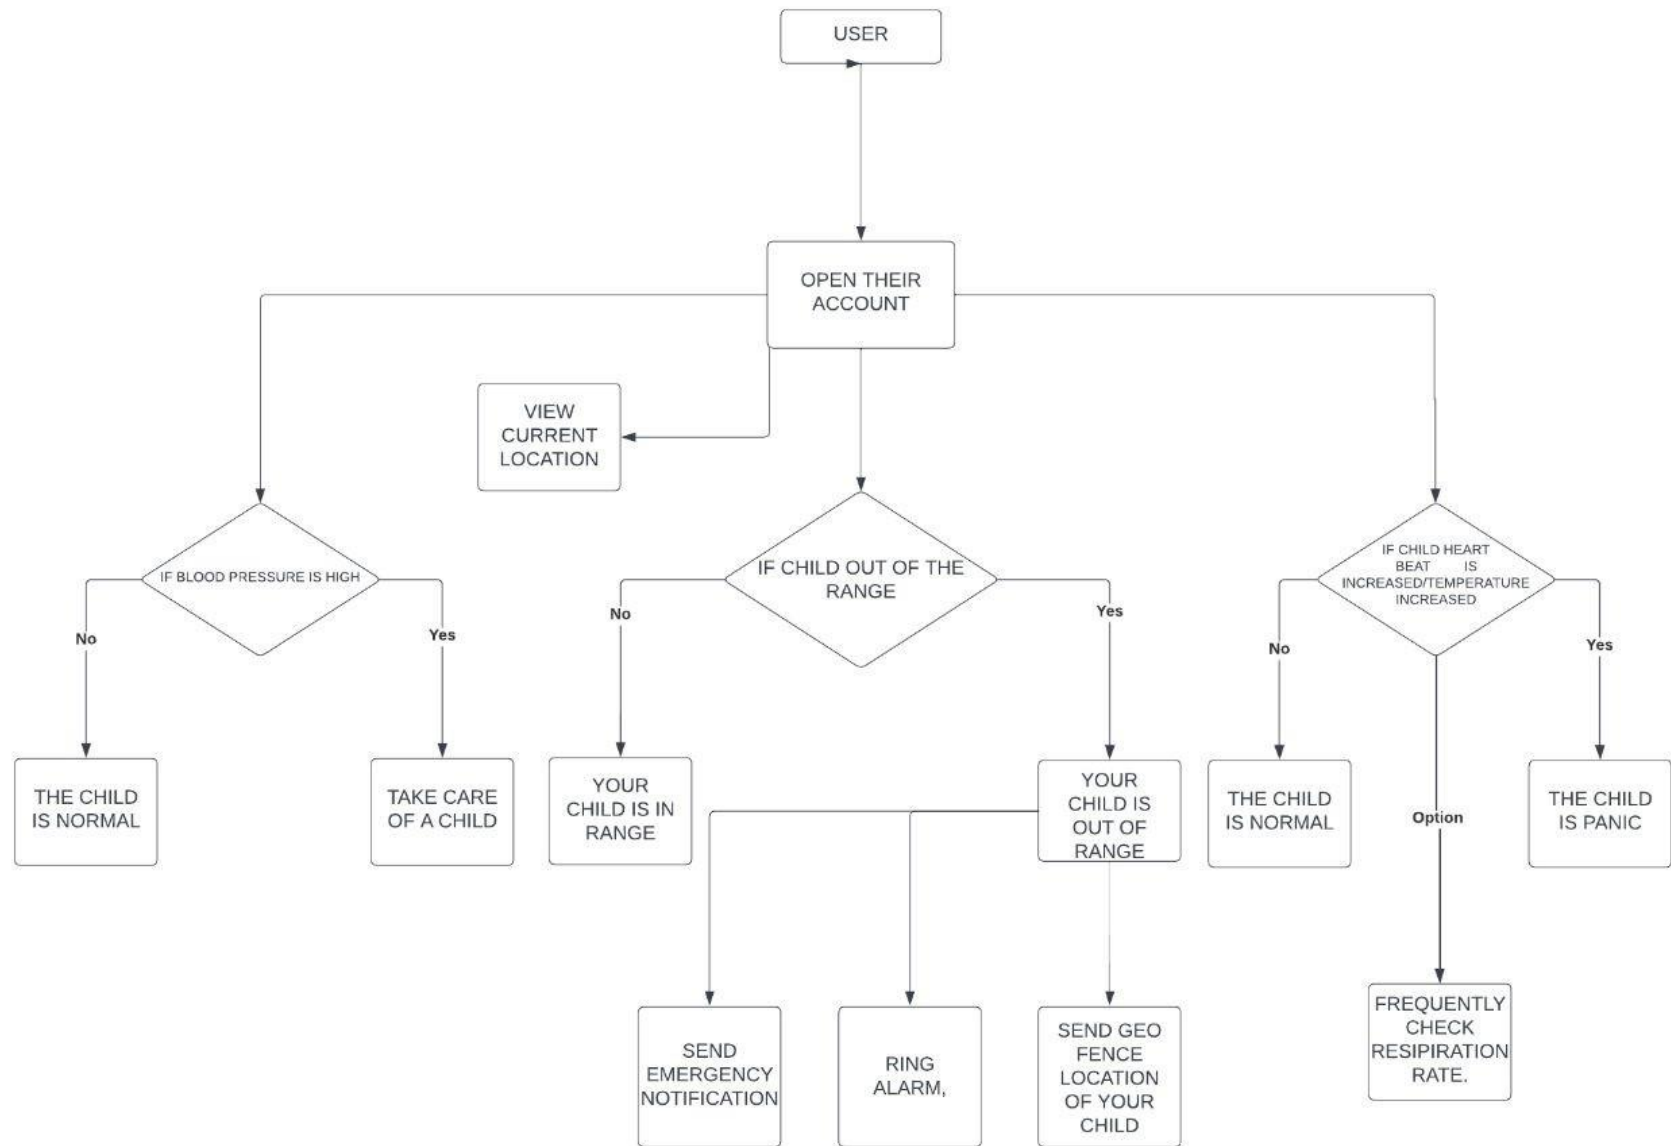 USER
OPEN THEIR
ACCOUNT
VIEW
CURRENT
LOCATION
IF BLOOD PRESSURE IS HIGH
No
Yes
THE CHILD
IS NORMAL
TAKE CARE
OF A CHILD
IF CHILD OUT OF THE
RANGE
No
Yes
YOUR
CHILD IS IN
RANGE
YOUR
CHILD IS
OUT OF
RANGE
SEND
EMERGENCY
NOTIFICATION
RING
ALARM,
SEND GEO
FENCE
LOCATION
OF YOUR
CHILD
IF CHILD HEART
BEAT IS
INCREASED/TEMPERATURE
INCREASED
No
Yes
Option
THE CHILD
IS NORMAL
THE CHILD
IS PANIC
FREQUENTLY
CHECK
RESIPIRATION
RATE.